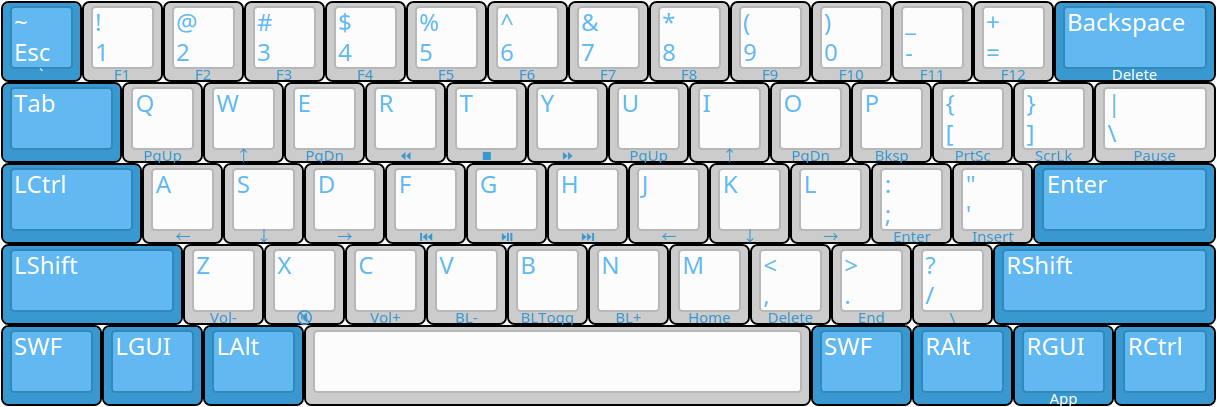 ~ ! @ # $ % ^ & * ( ) _ + Backspace
Esc 1 2 3 4 5 6 7 8 9 0 - =
` F1 F2 F3 F4 F5 F6 F7 F8 F9 F10 F11 F12 Delete
Tab Q W E R T Y U I O P { } |
[ ] \
PgUp ↑ PgDn ⏪ ⏹ ⏩ PgUp ↑ PgDn Bksp PrtSc ScrLk Pause
LCtrl A S D F G H J K L : " Enter
; '
← ↓ → ⏮ ⏯ ⏭ ← ↓ → Enter Insert
LShift Z X C V B N M < > ? RShift
, . /
Vol- 🔇 Vol+ BL- BLTogg BL+ Home Delete End \
SWF LGUI LAlt SWF RAlt RGUI RCtrl
App